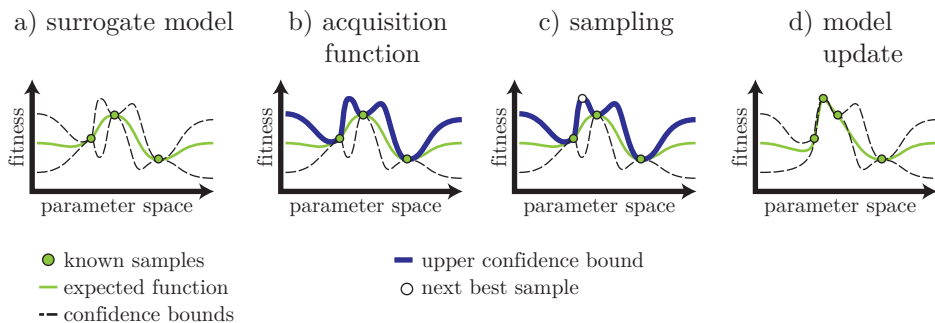 a) surrogate model
b) acquisition
function
c) sampling
d) model
update
fitness
parameter space
fitness
parameter space
fitness
parameter space
fitness
parameter space
known samples
expected function
confidence bounds
upper confidence bound
next best sample